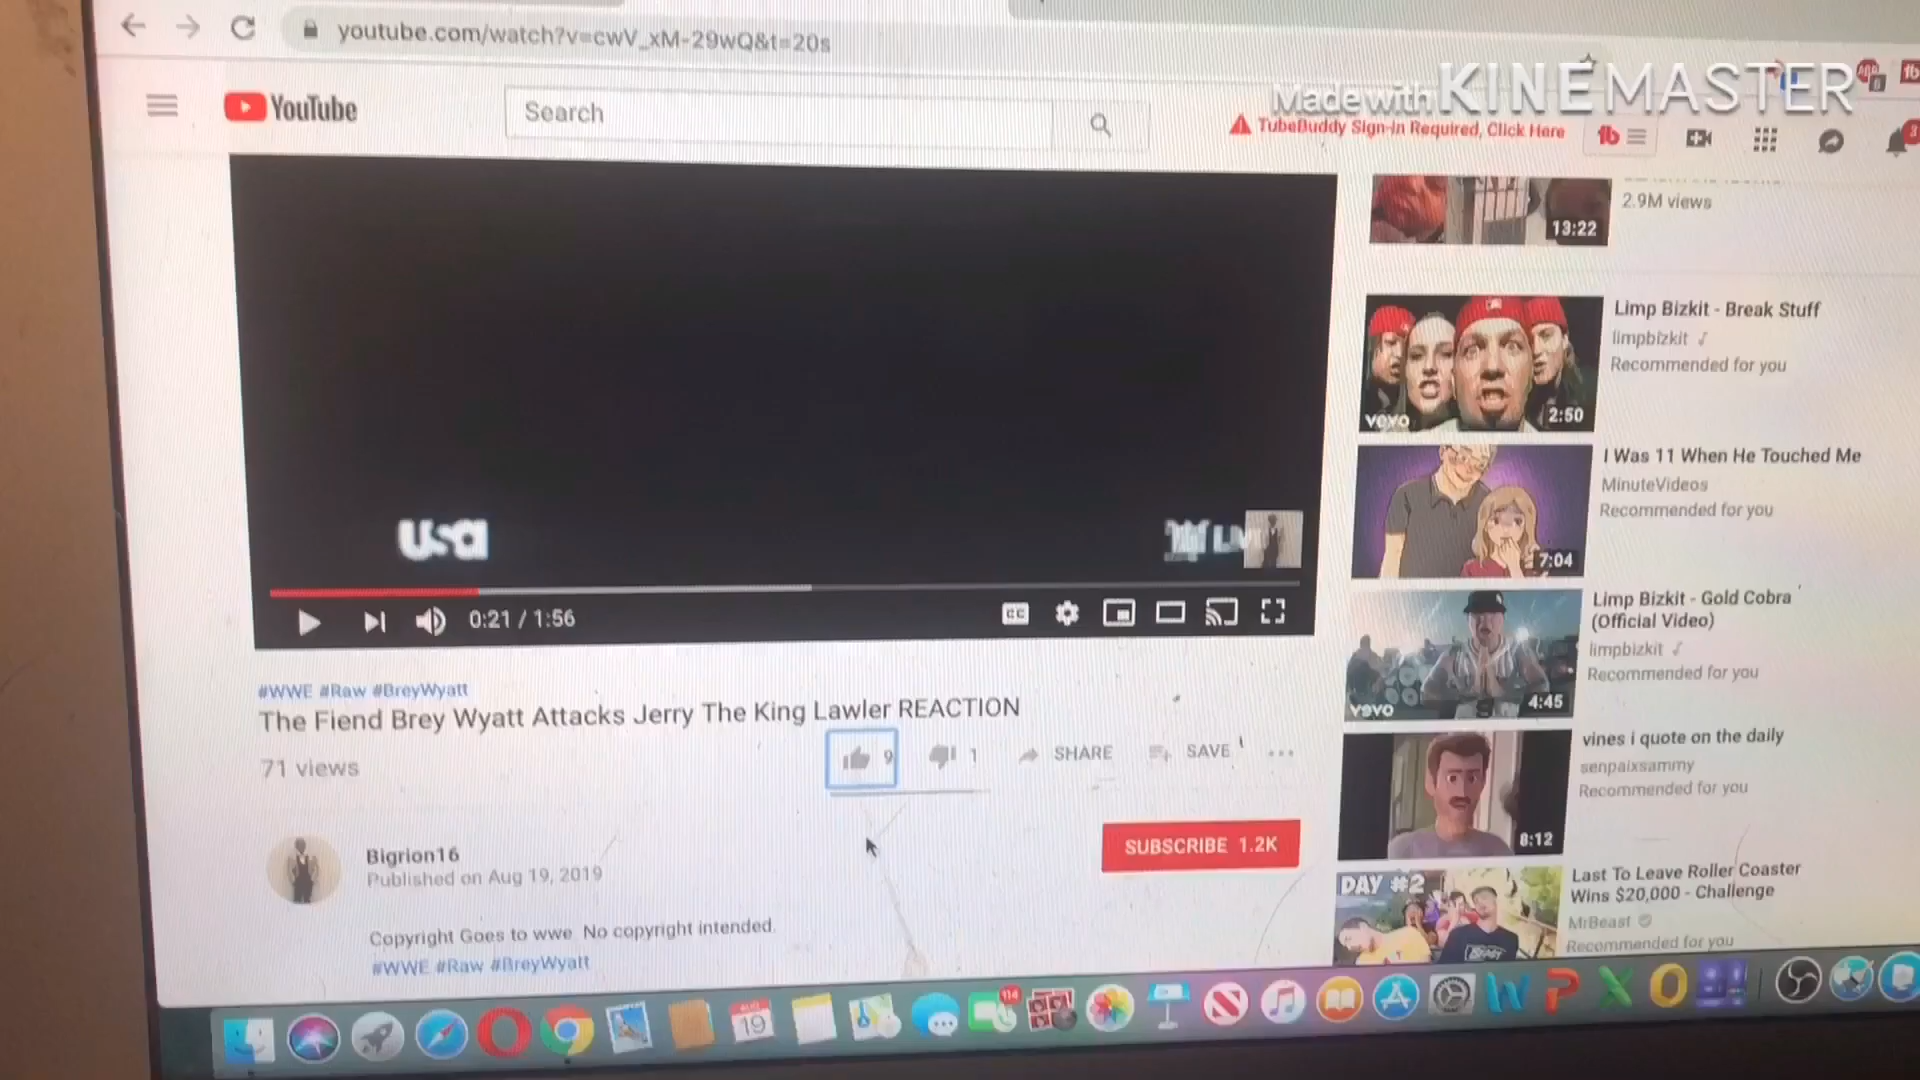 youtube.com/watch?v=cwV_xM-29wQ&t=20s
Made with KINEMASTER
YouTube
Search
TubeBuddy Sign-in Required, Click Here
3
2.9M views
13:22
Limp Bizkit - Break Stuff
limpbizkit
Recommended for you
vevo
2:50
I Was 11 When He Touched Me
MinuteVideos
Recommended for you
7:04
usa
0:21 / 1:56
CC
Limp Bizkit - Gold Cobra
(Official Video)
limpbizkit
Recommended for you
vevo
4:45
#WWE #Raw #BreyWyatt
The Fiend Brey Wyatt Attacks Jerry The King Lawler REACTION
71 views
9
1
SHARE
SAVE
vines i quote on the daily
senpaixsammy
Recommended for you
8:12
Bigrion16
Published on Aug 19, 2019
SUBSCRIBE 1.2K
Last To Leave Roller Coaster
Wins $20,000 - Challenge
MrBeast
Recommended for you
DAY #2
Copyright Goes to wwe No copyright intended.
#WWE #Raw #BreyWyatt
114
19